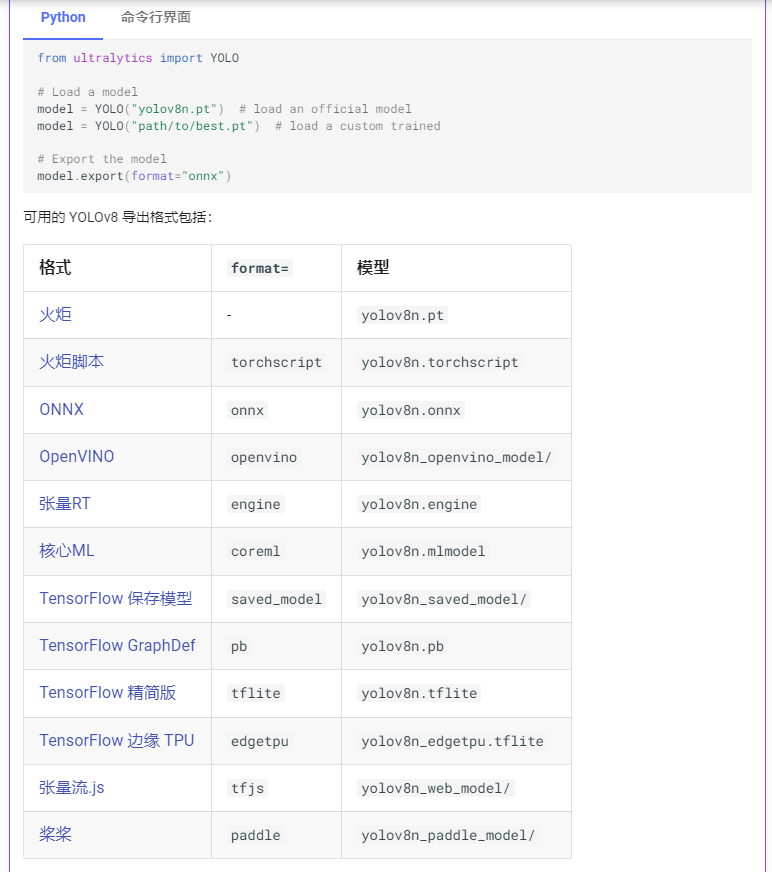 Python 命令行界面
from ultralytics import YOLO
# Load a model
model = YOLO("yolov8n.pt")  # load an official model
model = YOLO("path/to/best.pt")  # load a custom trained
# Export the model
model.export(format="onnx")
可用的 YOLOv8 导出格式包括：
格式 format= 模型
火炬 - yolov8n.pt
火炬脚本 torchscript yolov8n.torchscript
ONNX onnx yolov8n.onnx
OpenVINO openvino yolov8n_openvino_model/
张量RT engine yolov8n.engine
核心ML coreml yolov8n.mlmodel
TensorFlow 保存模型 saved_model yolov8n_saved_model/
TensorFlow GraphDef pb yolov8n.pb
TensorFlow 精简版 tflite yolov8n.tflite
TensorFlow 边缘 TPU edgetpu yolov8n_edgetpu.tflite
张量流.js tfjs yolov8n_web_model/
桨桨 paddle yolov8n_paddle_model/